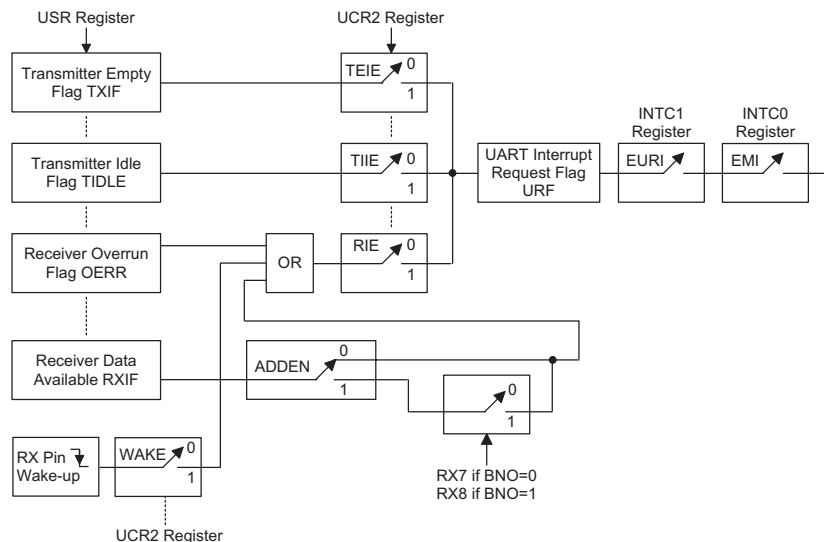 USR Register
UCR2 Register
Transmitter Empty
Flag TXIF
TEIE
0
1
INTC1
Register
INTC0
Register
Transmitter Idle
Flag TIDLE
TIIE
0
1
UART Interrupt
Request Flag
URF
EURI
EMI
Receiver Overrun
Flag OERR
OR
RIE
0
1
Receiver Data
Available RXIF
ADDEN
0
1
0
1
RX Pin
Wake-up
WAKE
0
1
RX7 if BNO=0
RX8 if BNO=1
UCR2 Register